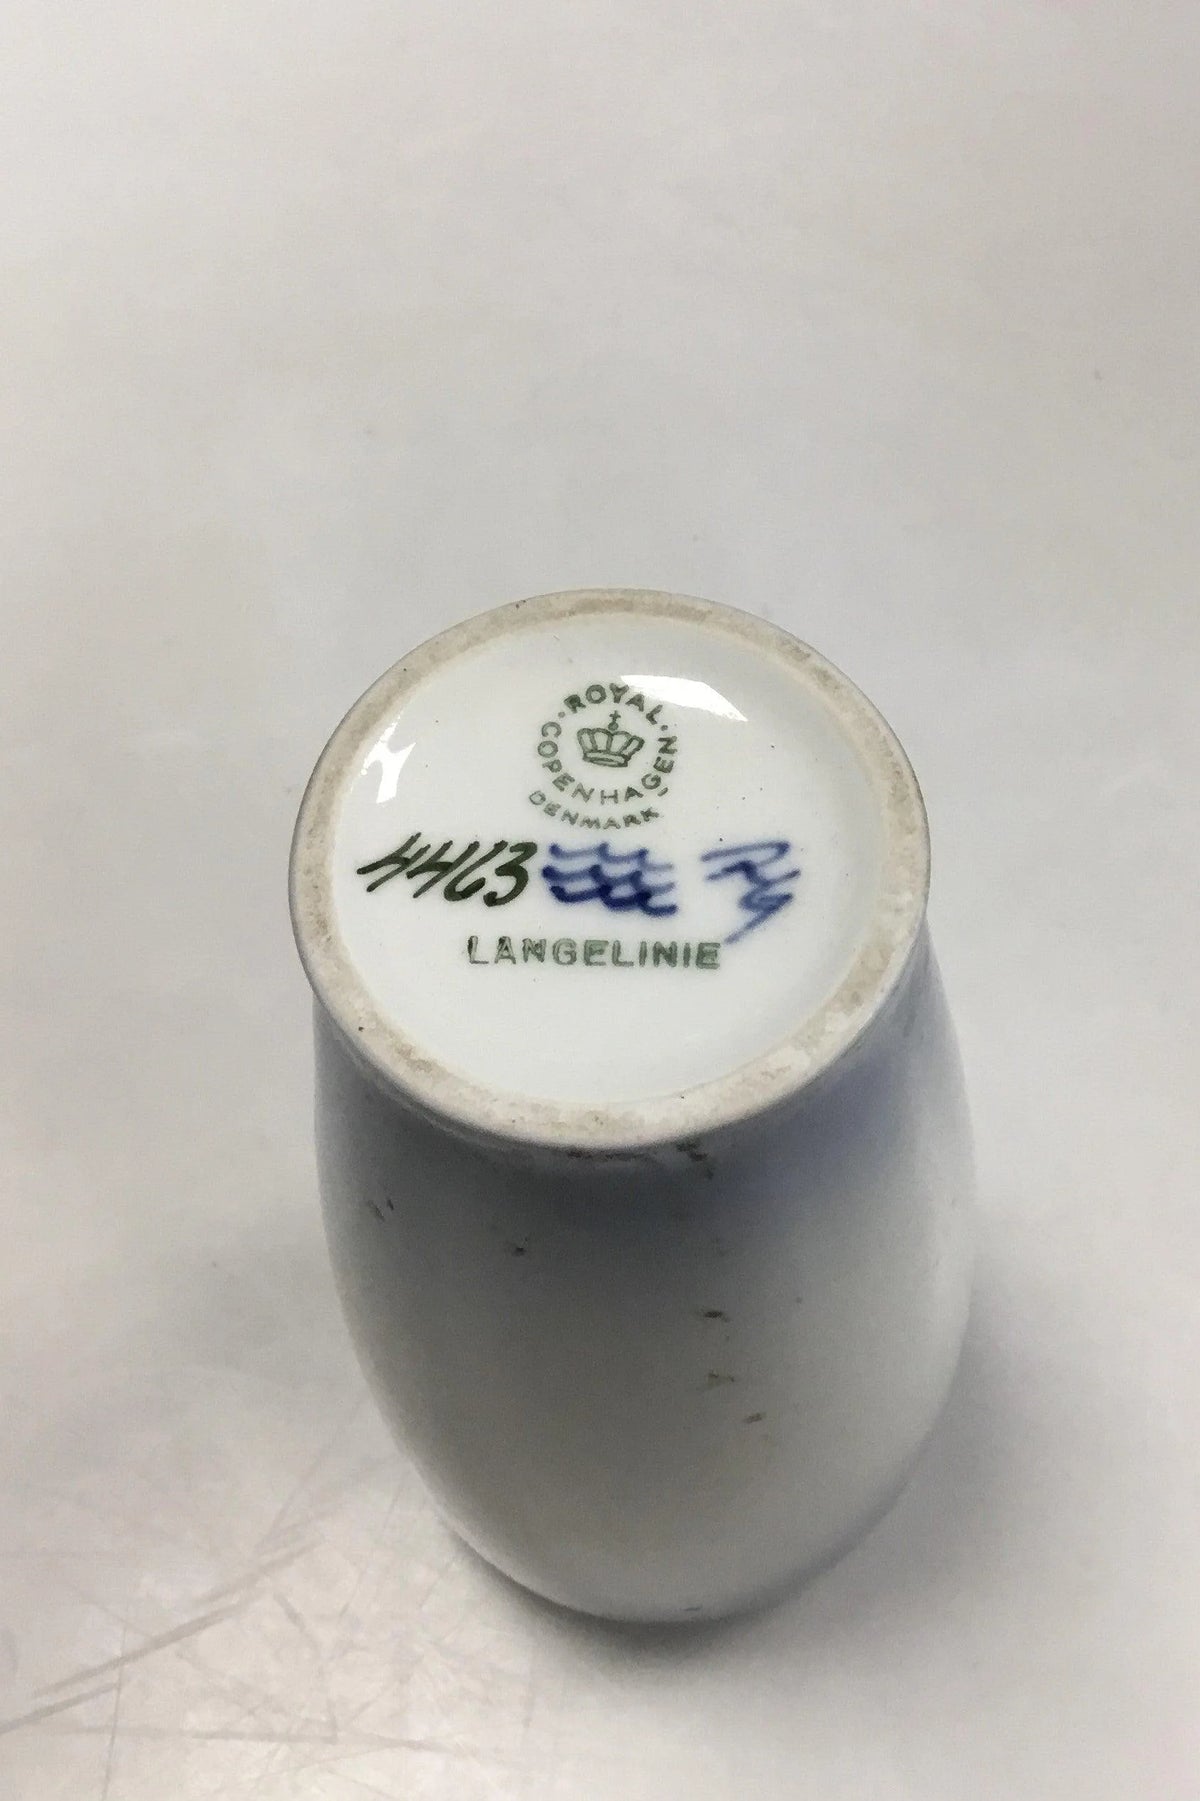 ROYAL
COPENHAGEN
DENMARK
4463
LANGELINIE